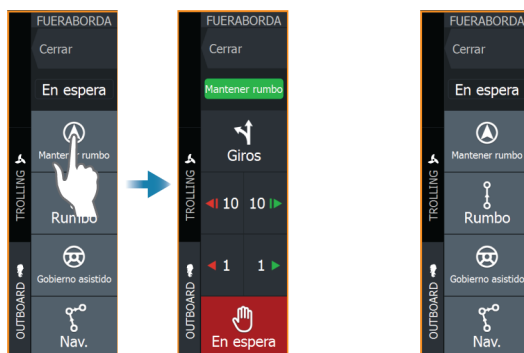 FUERABORDA
Cerrar
En espera
Mantener rumbo
Rumbo
Gobierno asistido
Nav.
TROLLING
OUTBOARD
FUERABORDA
Cerrar
Mantener rumbo
Giros
10 10
1 1
En espera
TROLLING
OUTBOARD
FUERABORDA
Cerrar
En espera
Mantener rumbo
Rumbo
Gobierno asistido
Nav.
TROLLING
OUTBOARD